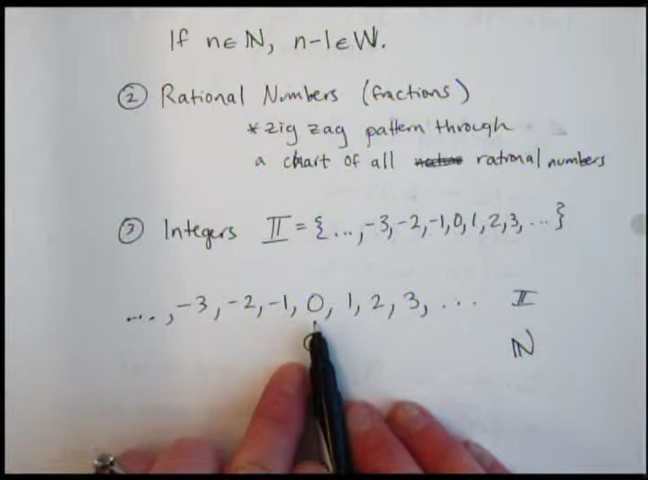 If n∈ℕ, n-1∈W.
② Rational Numbers (fractions)
*zig zag pattern through
a chart of all rational numbers
③ Integers 𝕀 = {..., -3, -2, -1, 0, 1, 2, 3, ...}
..., -3, -2, -1, 0, 1, 2, 3, ... 𝕀
ℕ